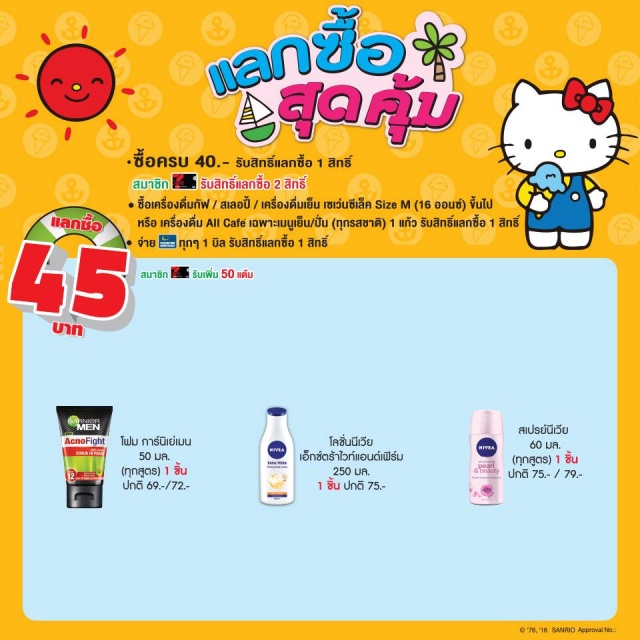 แลกซื้อ
สุดคุ้ม
• ซื้อครบ 40.- รับสิทธิ์แลกซื้อ 1 สิทธิ์
สมาชิก รับสิทธิ์แลกซื้อ 2 สิทธิ์
• ซื้อเครื่องดื่มกัฟ / สเลอปี้ / เครื่องดื่มเย็น เซเว่นซีเล็ค Size M (16 ออนซ์) ขึ้นไป
หรือ เครื่องดื่ม All Café เฉพาะเมนูเย็น/ปั่น (ทุกรสชาติ) 1 แก้ว รับสิทธิ์แลกซื้อ 1 สิทธิ์
• จ่าย ทุกๆ 1 บิล รับสิทธิ์แลกซื้อ 1 สิทธิ์
สมาชิก รับเพิ่ม 50 แต้ม
แลกซื้อ
45
บาท
GARNIER
MEN
AcnoFight
12
โฟม การ์นิเย่เมน
50 มล.
(ทุกสูตร) 1 ชิ้น
ปกติ 69.-/72.-
NIVEA
Extra White
โลชั่นนีเวีย
เอ็กซ์ตร้าไวท์แอนด์เฟิร์ม
250 มล.
1 ชิ้น ปกติ 75.-
NIVEA
pearl
& beauty
สเปรย์นีเวีย
60 มล.
(ทุกสูตร) 1 ชิ้น
ปกติ 75.- / 79.-
© '76, '16 SANRIO Approval No.: